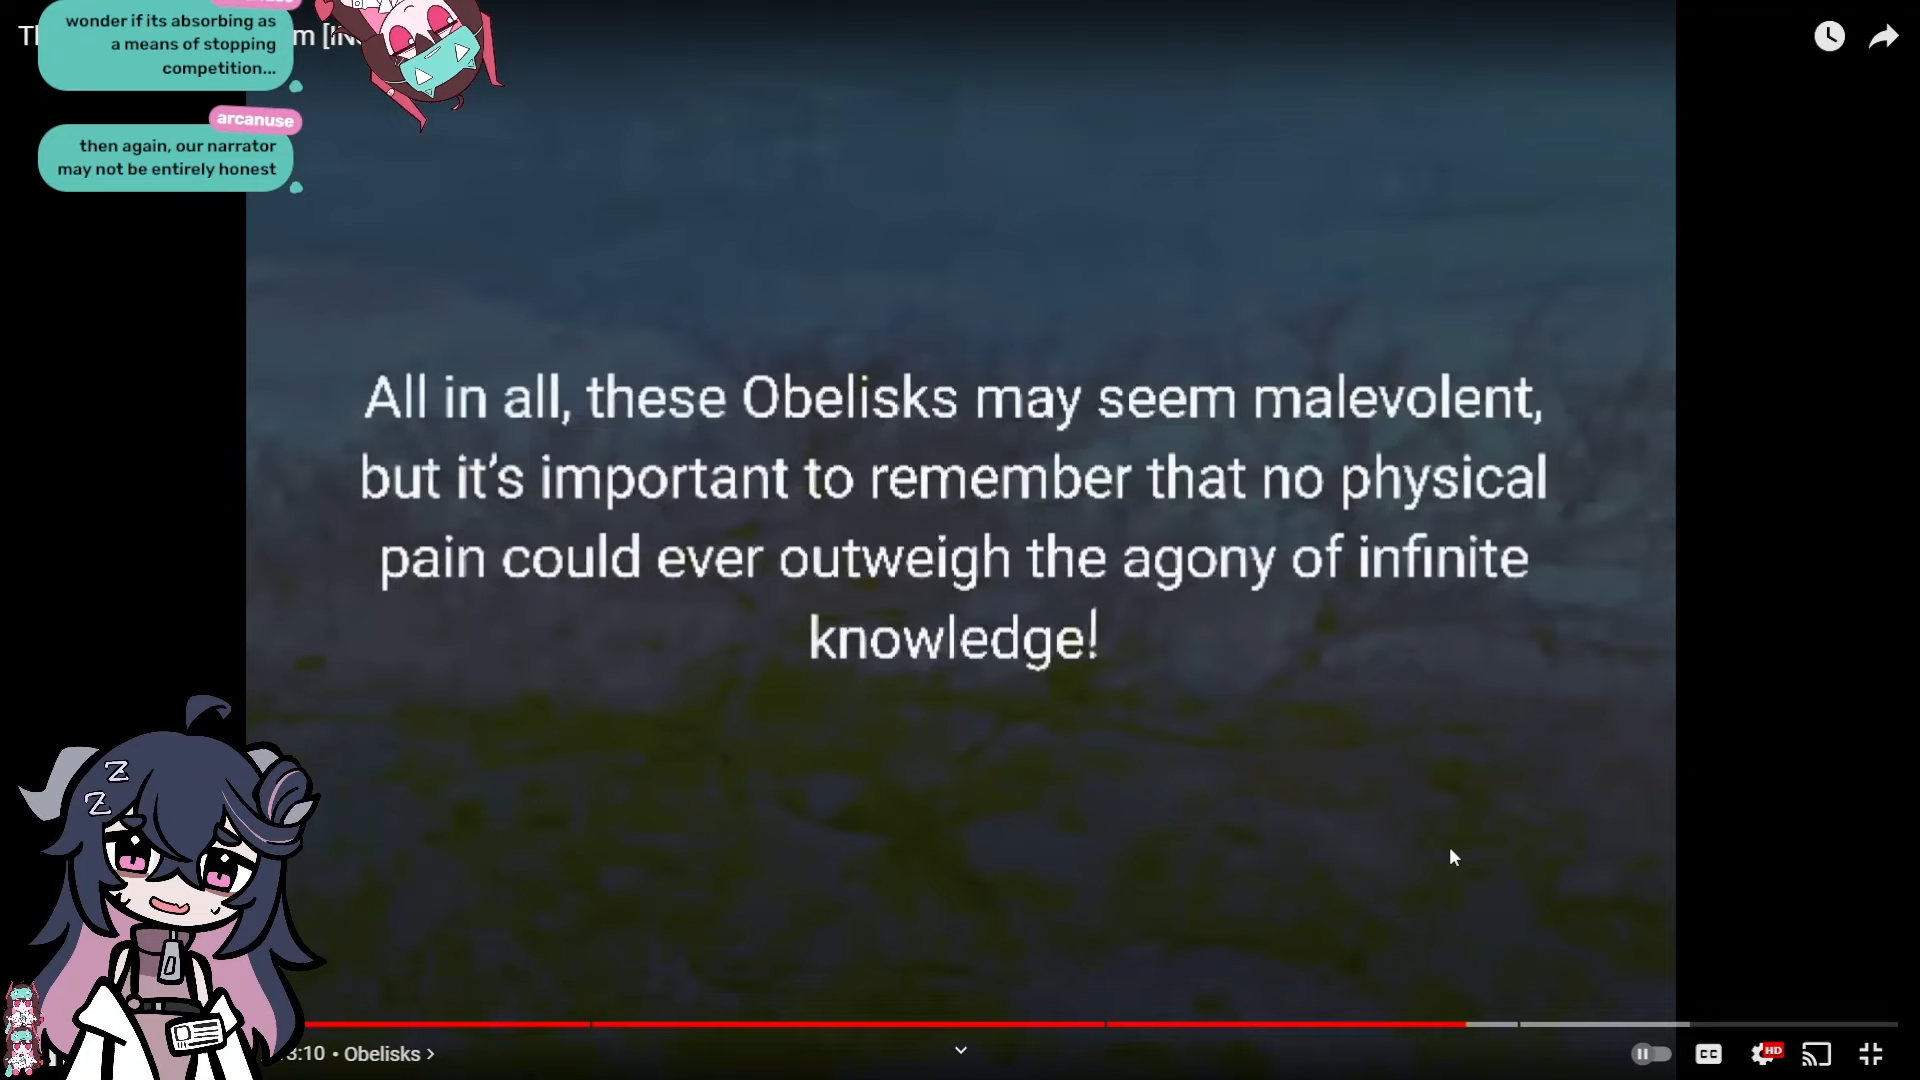 wonder if its absorbing as
a means of stopping
competition...
arcanuse
then again, our narrator
may not be entirely honest
All in all, these Obelisks may seem malevolent,
but it's important to remember that no physical
pain could ever outweigh the agony of infinite
knowledge!
Z
Z
3:10 • Obelisks >
CC
HD